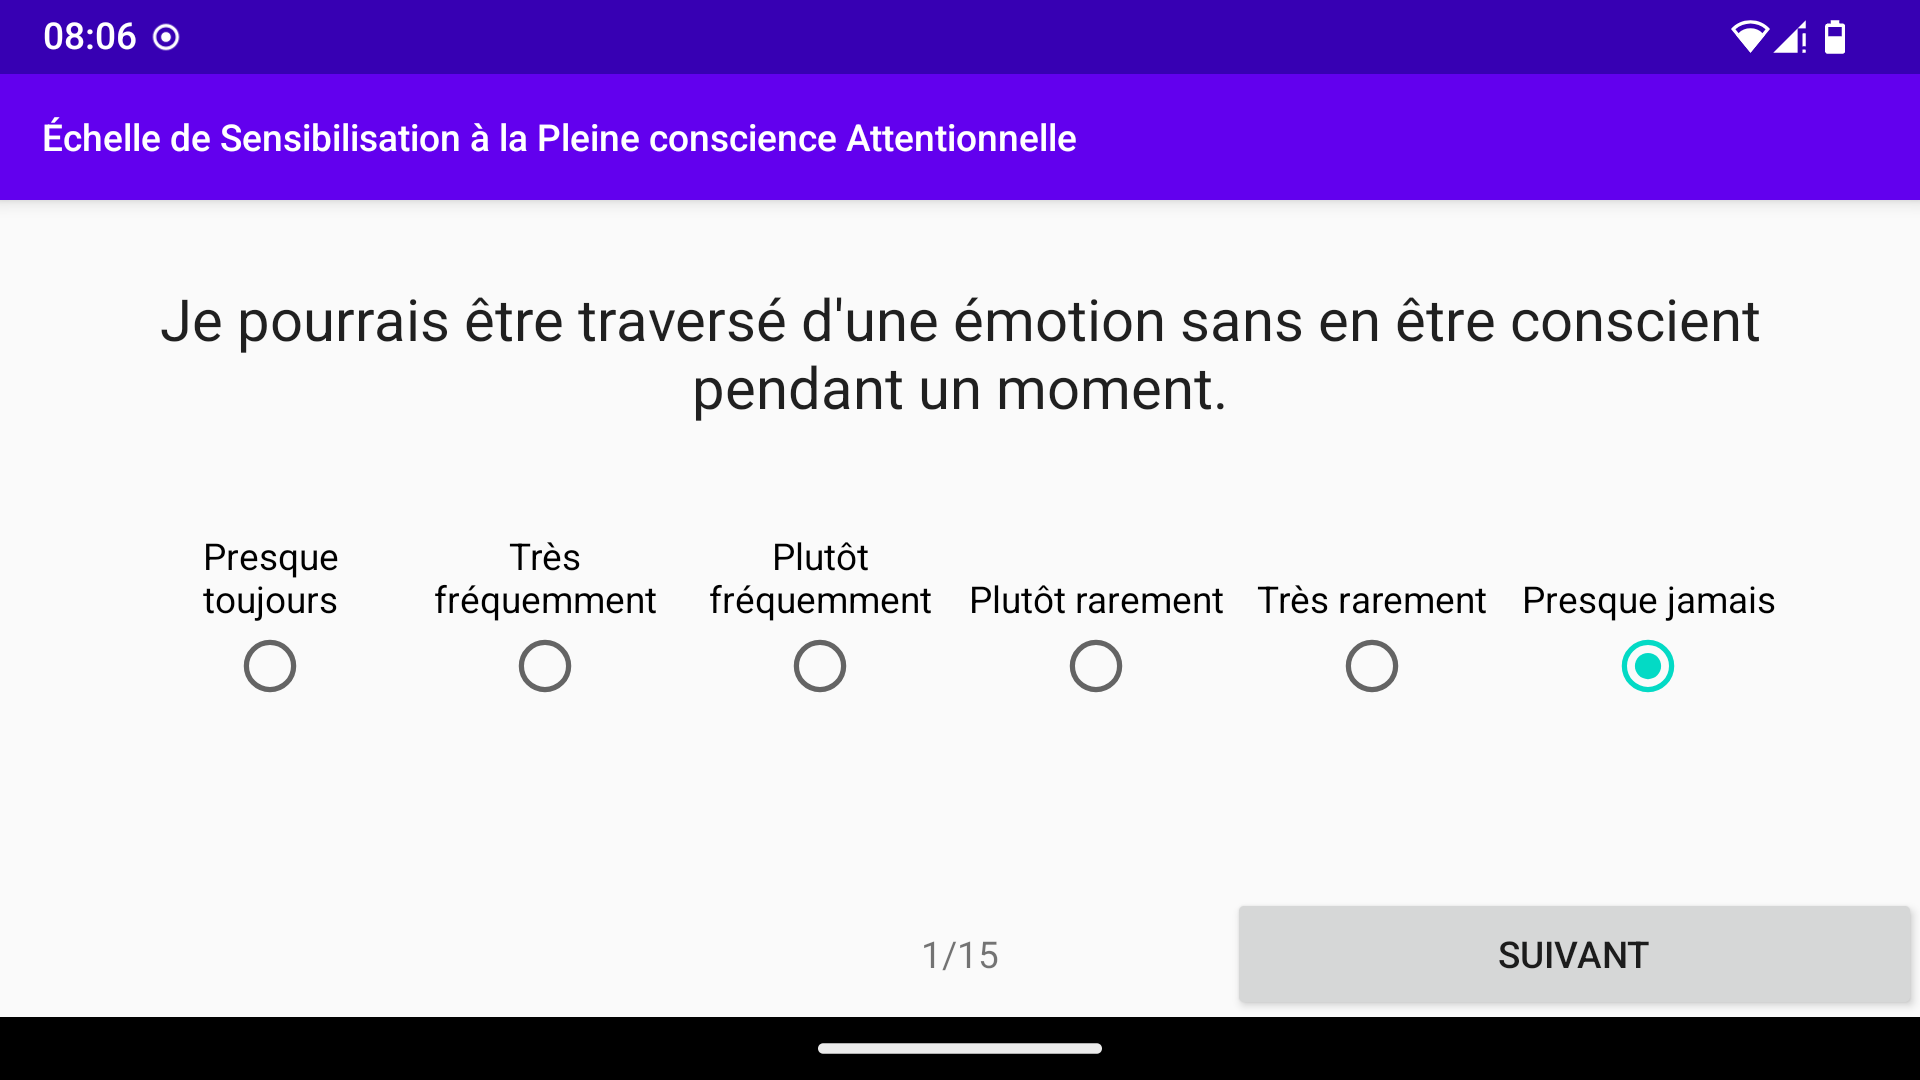 08:06
Échelle de Sensibilisation à la Pleine conscience Attentionnelle
Je pourrais être traversé d'une émotion sans en être conscient
pendant un moment.
Presque
toujours
Très
fréquemment
Plutôt
fréquemment
Plutôt rarement
Très rarement
Presque jamais
1/15
SUIVANT